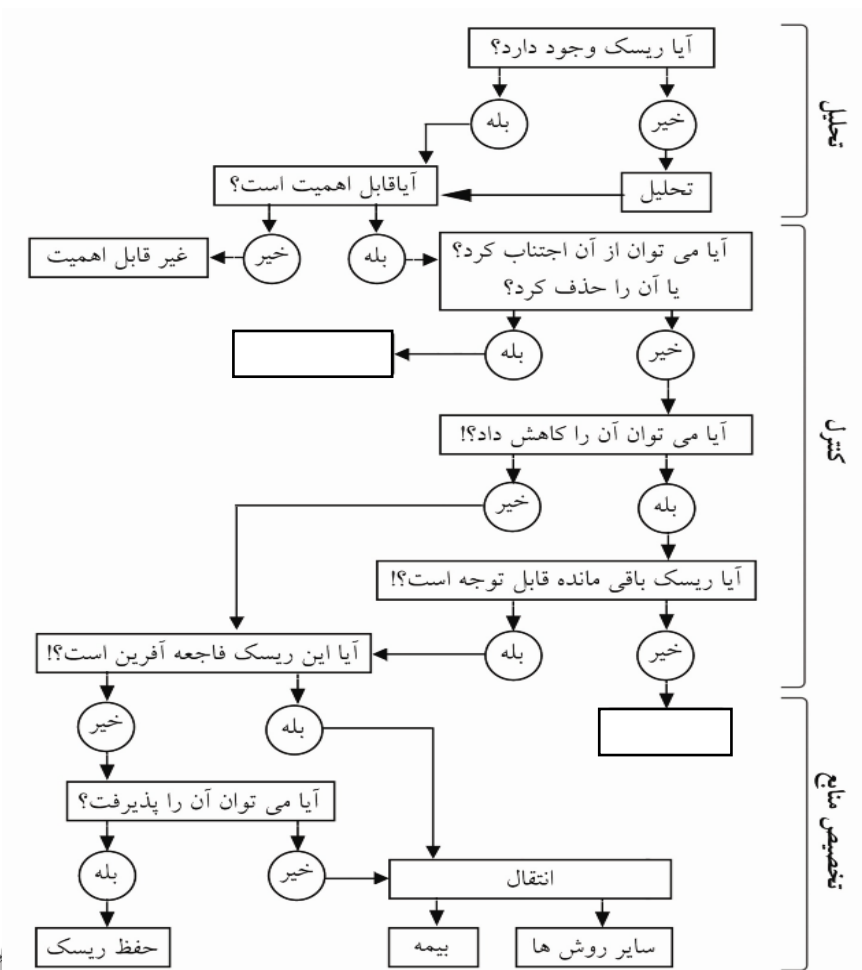 آیا ریسک وجود دارد؟
بله
خیر
تحلیل
تحلیل
آیاقابل اهمیت است؟
خیر
بله
غیر قابل اهمیت
آیا می توان از آن اجتناب کرد؟
یا آن را حذف کرد؟
بله
خیر
آیا می توان آن را کاهش داد؟!
خیر
بله
کنترل
آیا ریسک باقی مانده قابل توجه است؟!
بله
خیر
آیا این ریسک فاجعه آفرین است؟!
خیر
بله
آیا می توان آن را پذیرفت؟
بله
خیر
انتقال
تخصیص منابع
حفظ ریسک
بیمه
سایر روش ها